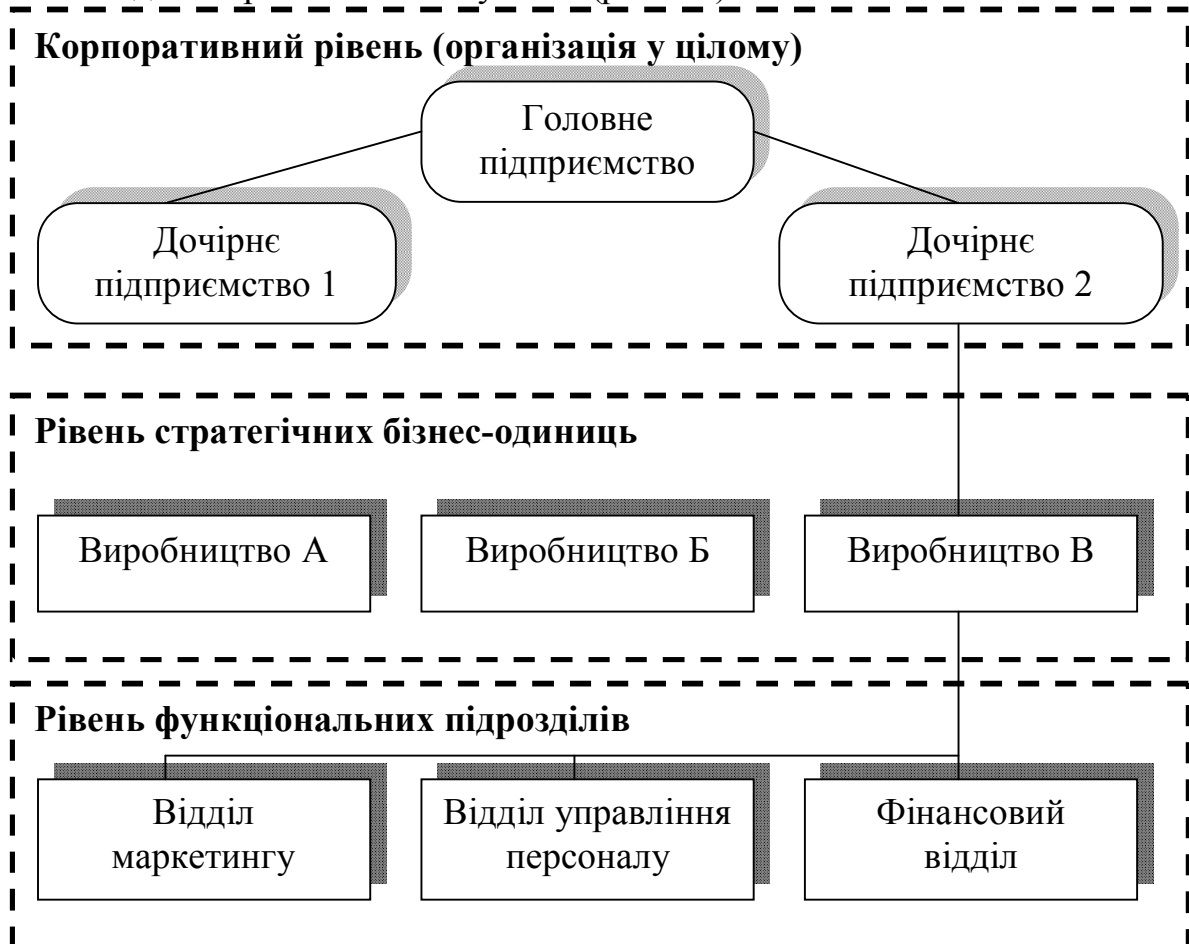 Корпоративний рівень (організація у цілому)
Головне
підприємство
Дочірнє
підприємство 1
Дочірнє
підприємство 2
Рівень стратегічних бізнес-одиниць
Виробництво А
Виробництво Б
Виробництво В
Рівень функціональних підрозділів
Відділ
маркетингу
Відділ управління
персоналу
Фінансовий
відділ